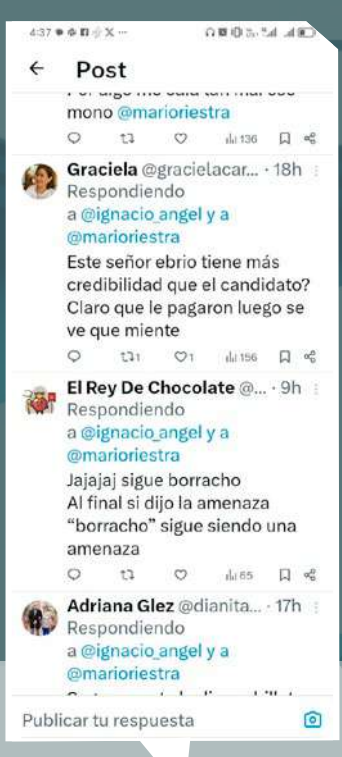 4:37
Post
mono @marioriestra
136
Graciela @gracielacar... · 18h
Respondiendo
a @ignacio_angel y a
@marioriestra
Este señor ebrio tiene más
credibilidad que el candidato?
Claro que le pagaron luego se
ve que miente
1 1 156
El Rey De Chocolate @... · 9h
Respondiendo
a @ignacio_angel y a
@marioriestra
Jajajaj sigue borracho
Al final si dijo la amenaza
“borracho” sigue siendo una
amenaza
65
Adriana Glez @dianita... · 17h
Respondiendo
a @ignacio_angel y a
@marioriestra
Publicar tu respuesta